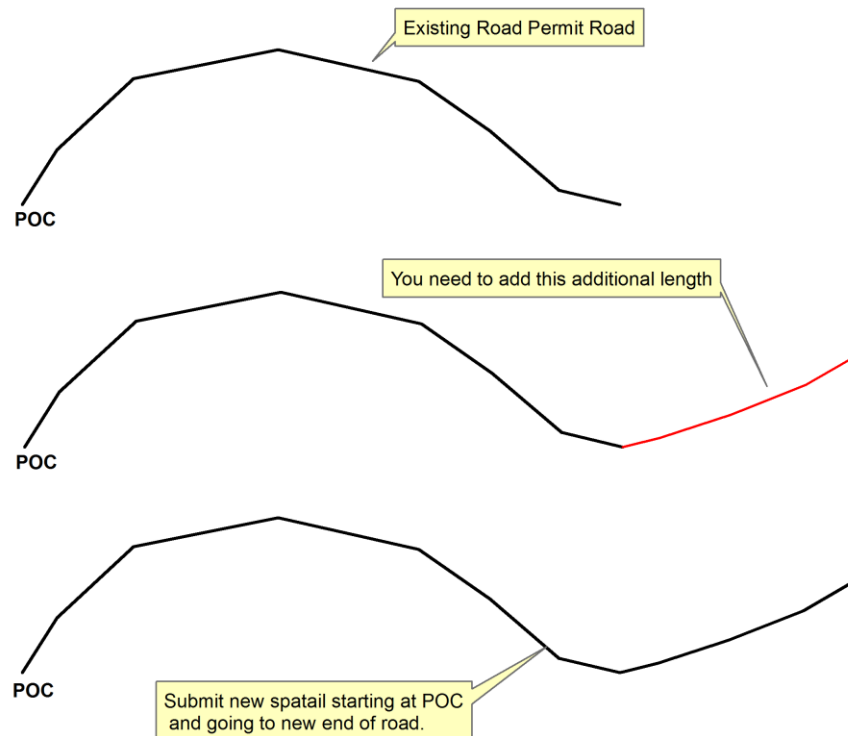 Existing Road Permit Road
POC
You need to add this additional length
POC
POC
Submit new spatail starting at POC
and going to new end of road.